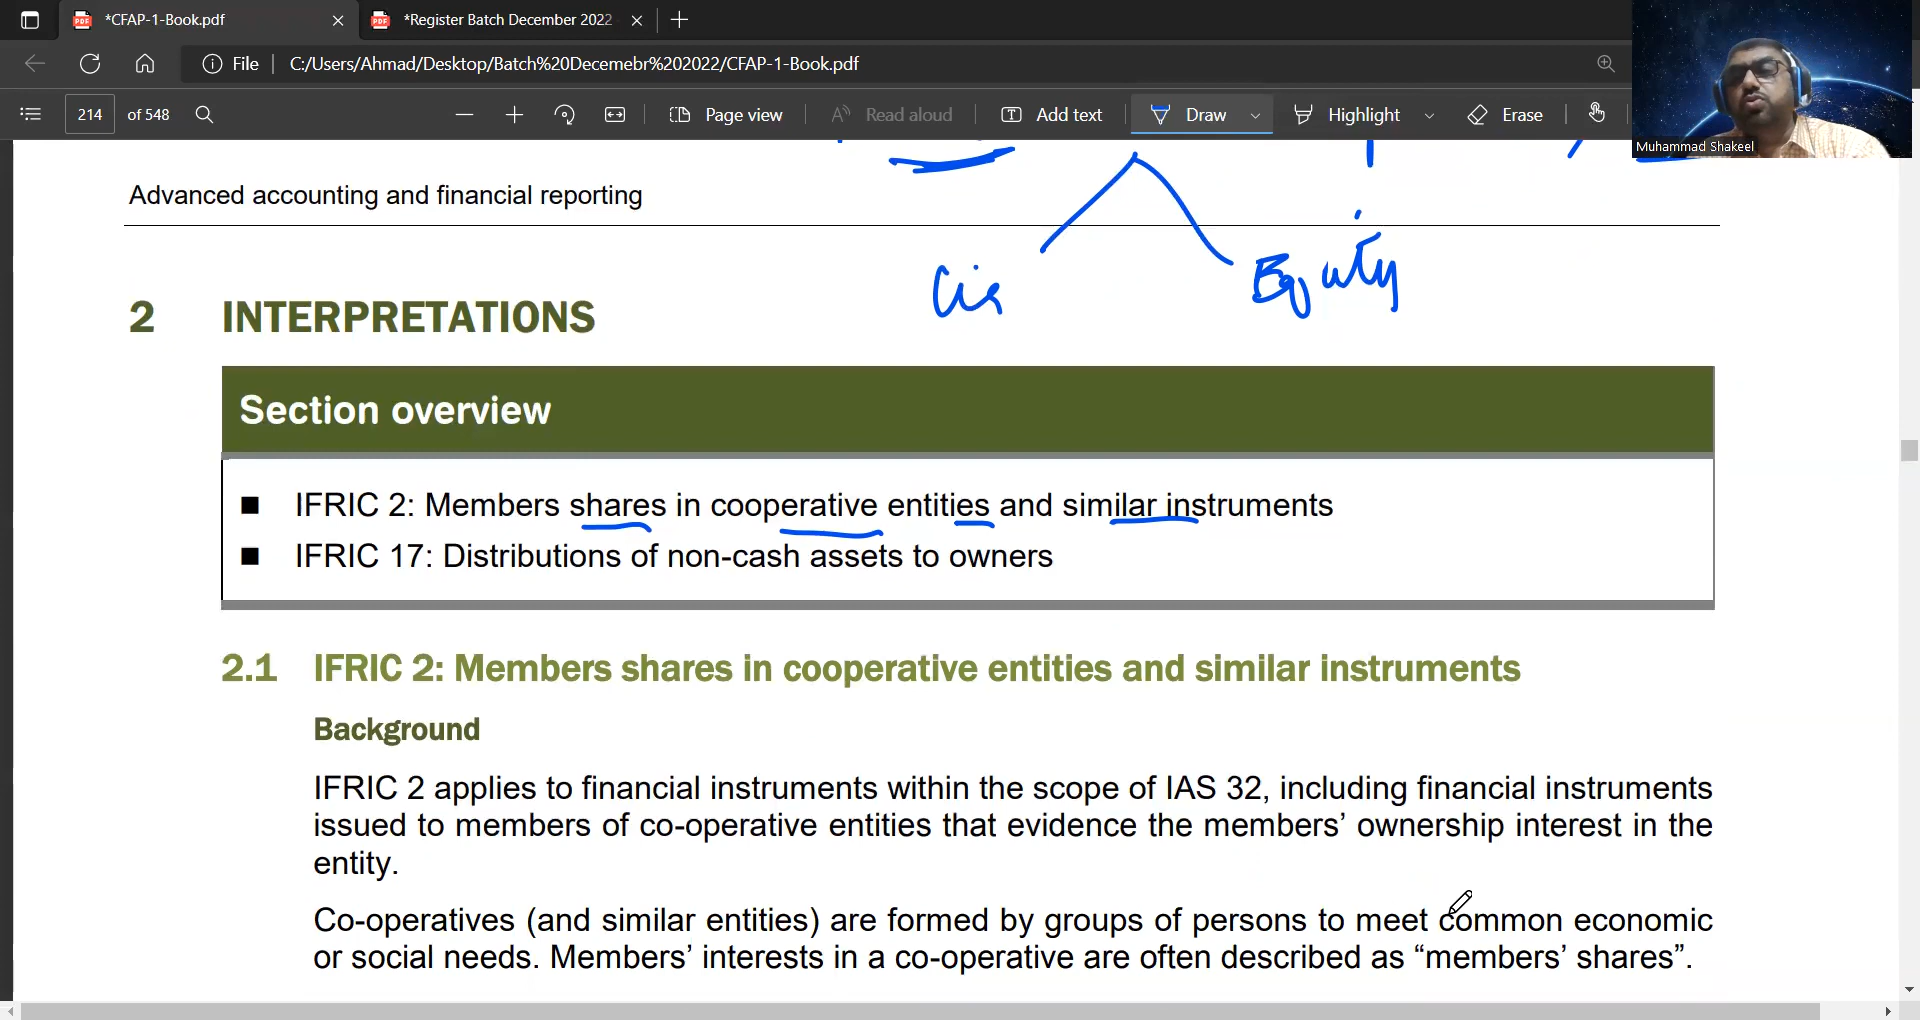 *CFAP-1-Book.pdf
*Register Batch December 2022
File
C:/Users/Ahmad/Desktop/Batch%20Decemebr%202022/CFAP-1-Book.pdf
214 of 548
Page view
Read aloud
Add text
Draw
Highlight
Erase
Muhammad Shakeel
Advanced accounting and financial reporting
Equity
2 INTERPRETATIONS
Section overview
■ IFRIC 2: Members shares in cooperative entities and similar instruments
■ IFRIC 17: Distributions of non-cash assets to owners
2.1 IFRIC 2: Members shares in cooperative entities and similar instruments
Background
IFRIC 2 applies to financial instruments within the scope of IAS 32, including financial instruments
issued to members of co-operative entities that evidence the members’ ownership interest in the
entity.
Co-operatives (and similar entities) are formed by groups of persons to meet common economic
or social needs. Members’ interests in a co-operative are often described as “members’ shares”.